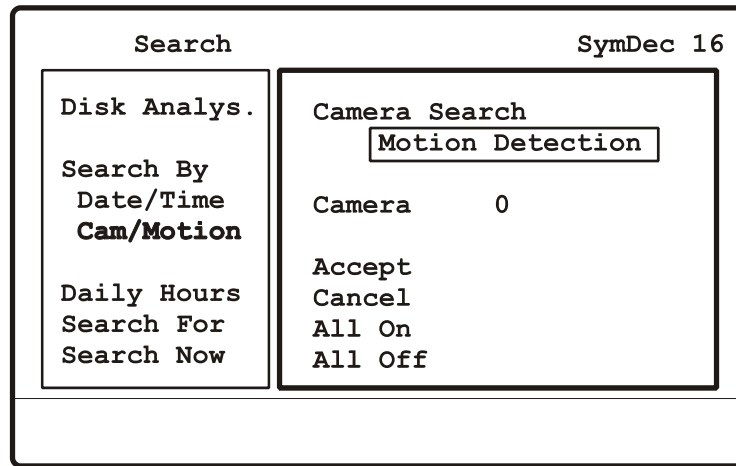 Search SymDec 16
Disk Analys.
Search By
Date/Time
Cam/Motion
Daily Hours
Search For
Search Now
Camera Search
Motion Detection
Camera 0
Accept
Cancel
All On
All Off